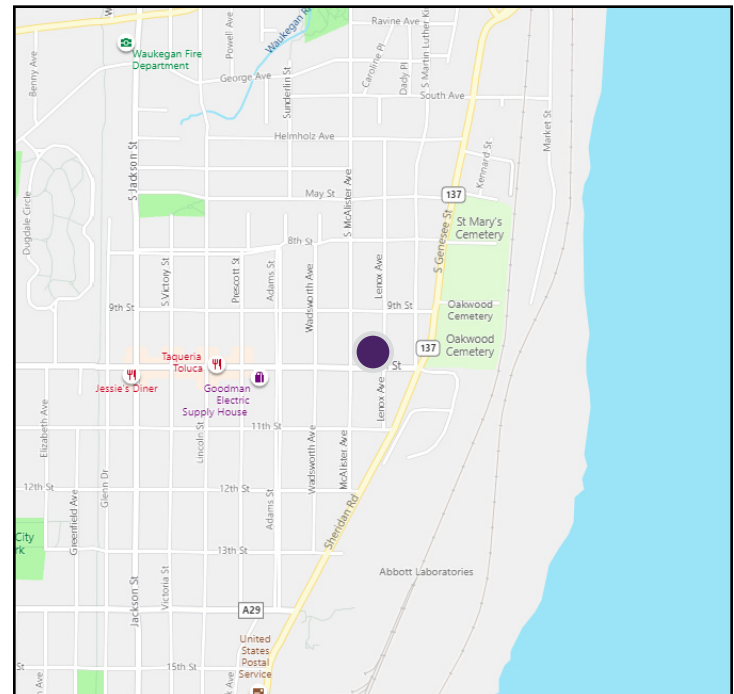 Ravine Ave
Waukegan R
Powell Ave
Caroline Pl
Dady Pl
S Martin Luther Ki
Benny Ave
Waukegan Fire
Department
George Ave
Sunderlin St
South Ave
Market St
Helmholz Ave
S Jackson St
Kennard St
May St
137
S McAlister Ave
Dugdale Circle
St Mary's
Cemetery
8th St
S Genesee St
S Victory St
Prescott St
Adams St
Wadsworth Ave
Lenox Ave
9th St
9th St
Oakwood
Cemetery
137
Oakwood
Cemetery
Taqueria
Toluca
St
Jessie's Diner
Goodman
Electric
Supply House
Lenox Ave
Elizabeth Ave
Lincoln St
11th St
Wadsworth Ave
McAlister Ave
Glenn Dr
12th St
12th St
Adams St
Greenfield Ave
Sheridan Rd
City
rk
13th St
Abbott Laboratories
Victoria St
Jackson St
A29
United
States
Postal
Service
St
15th St
Ave